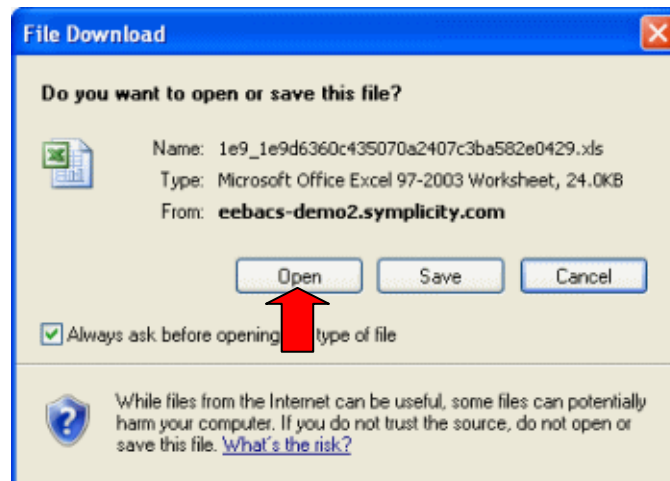 File Download
Do you want to open or save this file?
Name: 1e9_1e9d6360c435070a2407c3ba582e0429.xls
Type: Microsoft Office Excel 97-2003 Worksheet, 24.0KB
From: eebacs-demo2.symplicity.com
Open Save Cancel
Always ask before opening type of file
While files from the Internet can be useful, some files can potentially
harm your computer. If you do not trust the source, do not open or
save this file. What's the risk?